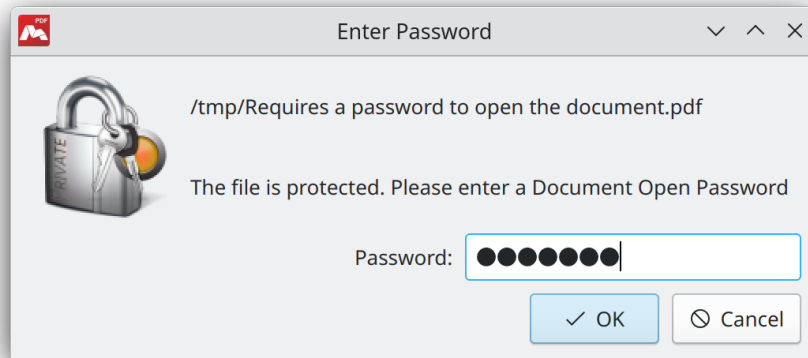 PDF
Enter Password
/tmp/Requires a password to open the document.pdf
RIVATE
The file is protected. Please enter a Document Open Password
Password: ●●●●●●●
OK
Cancel